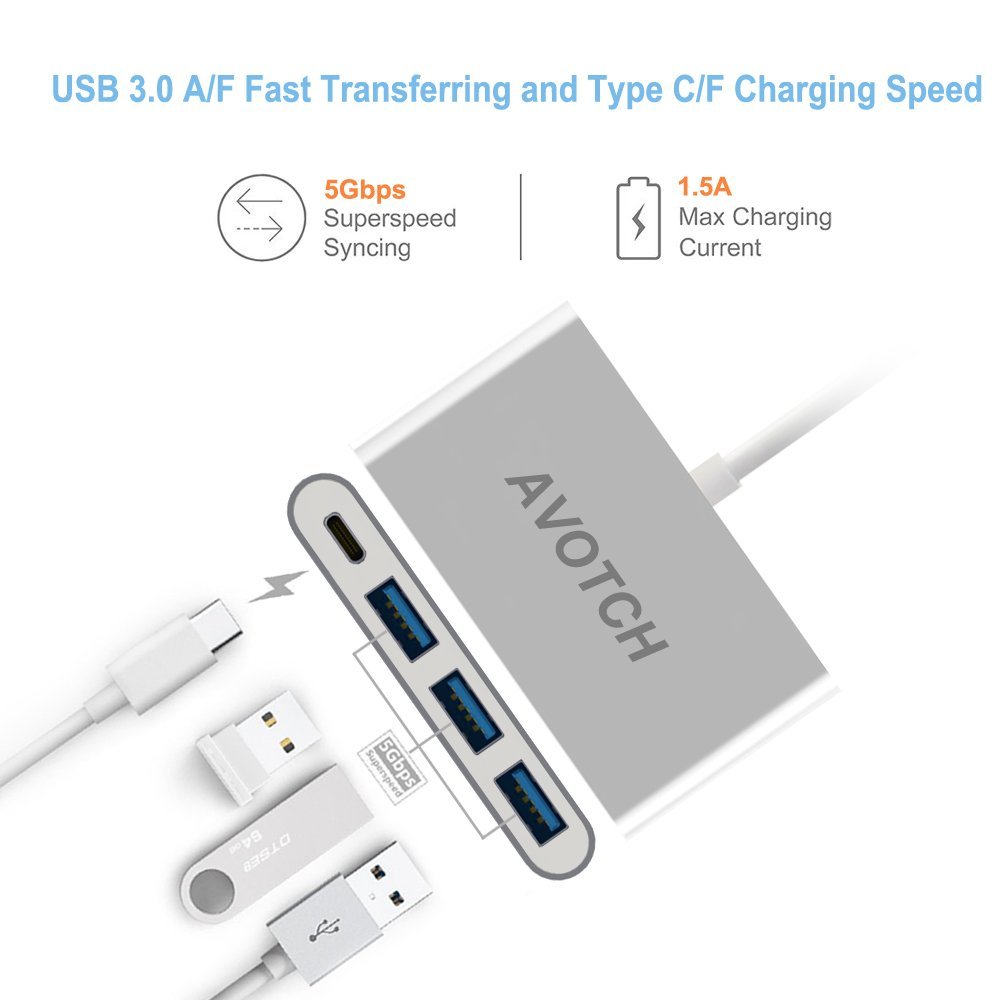 USB 3.0 A/F Fast Transferring and Type C/F Charging Speed
5Gbps
Superspeed
Syncing
1.5A
Max Charging
Current
AVOTCH
5Gbps
Superspeed
DTSE9
64GB